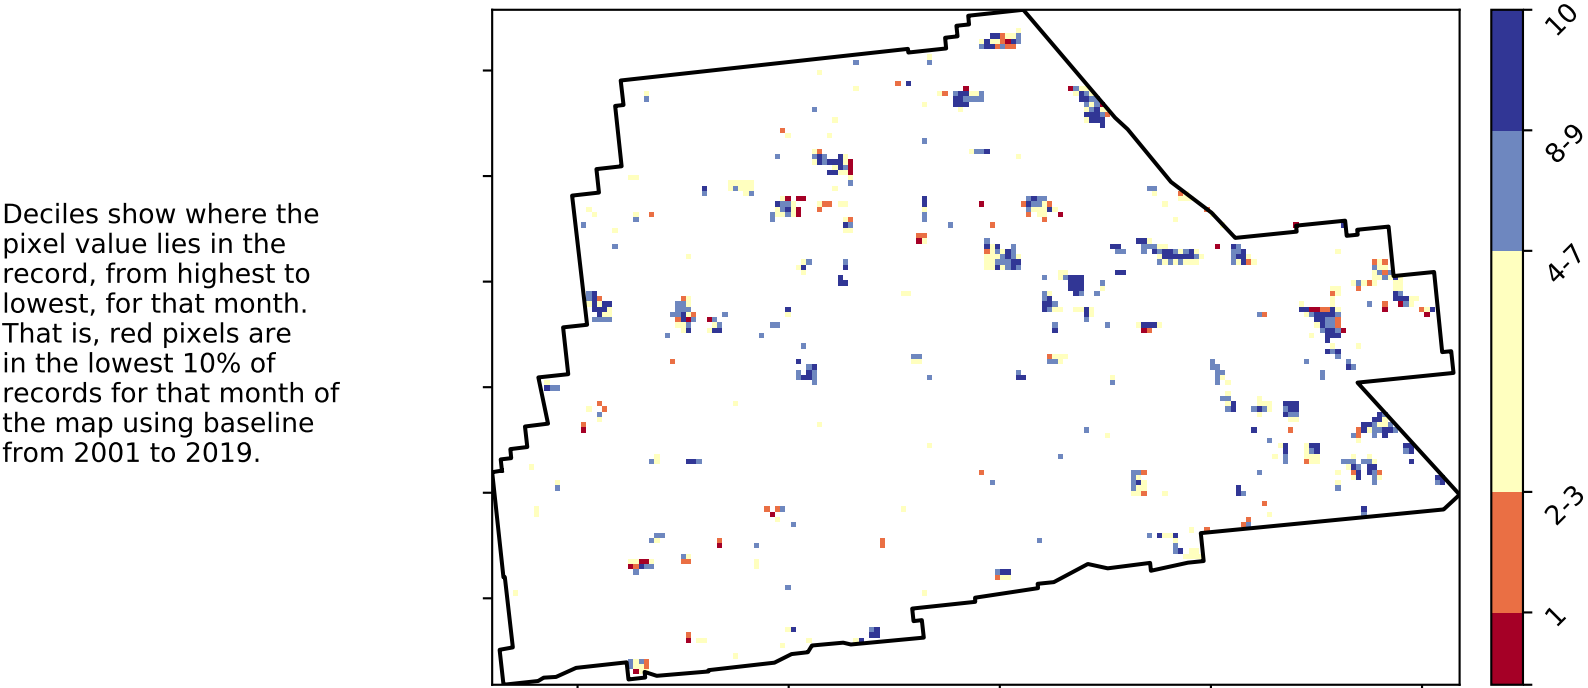 Deciles show where the
pixel value lies in the
record, from highest to
lowest, for that month.
That is, red pixels are
in the lowest 10% of
records for that month of
the map using baseline
from 2001 to 2019.
10
8-9
4-7
2-3
1